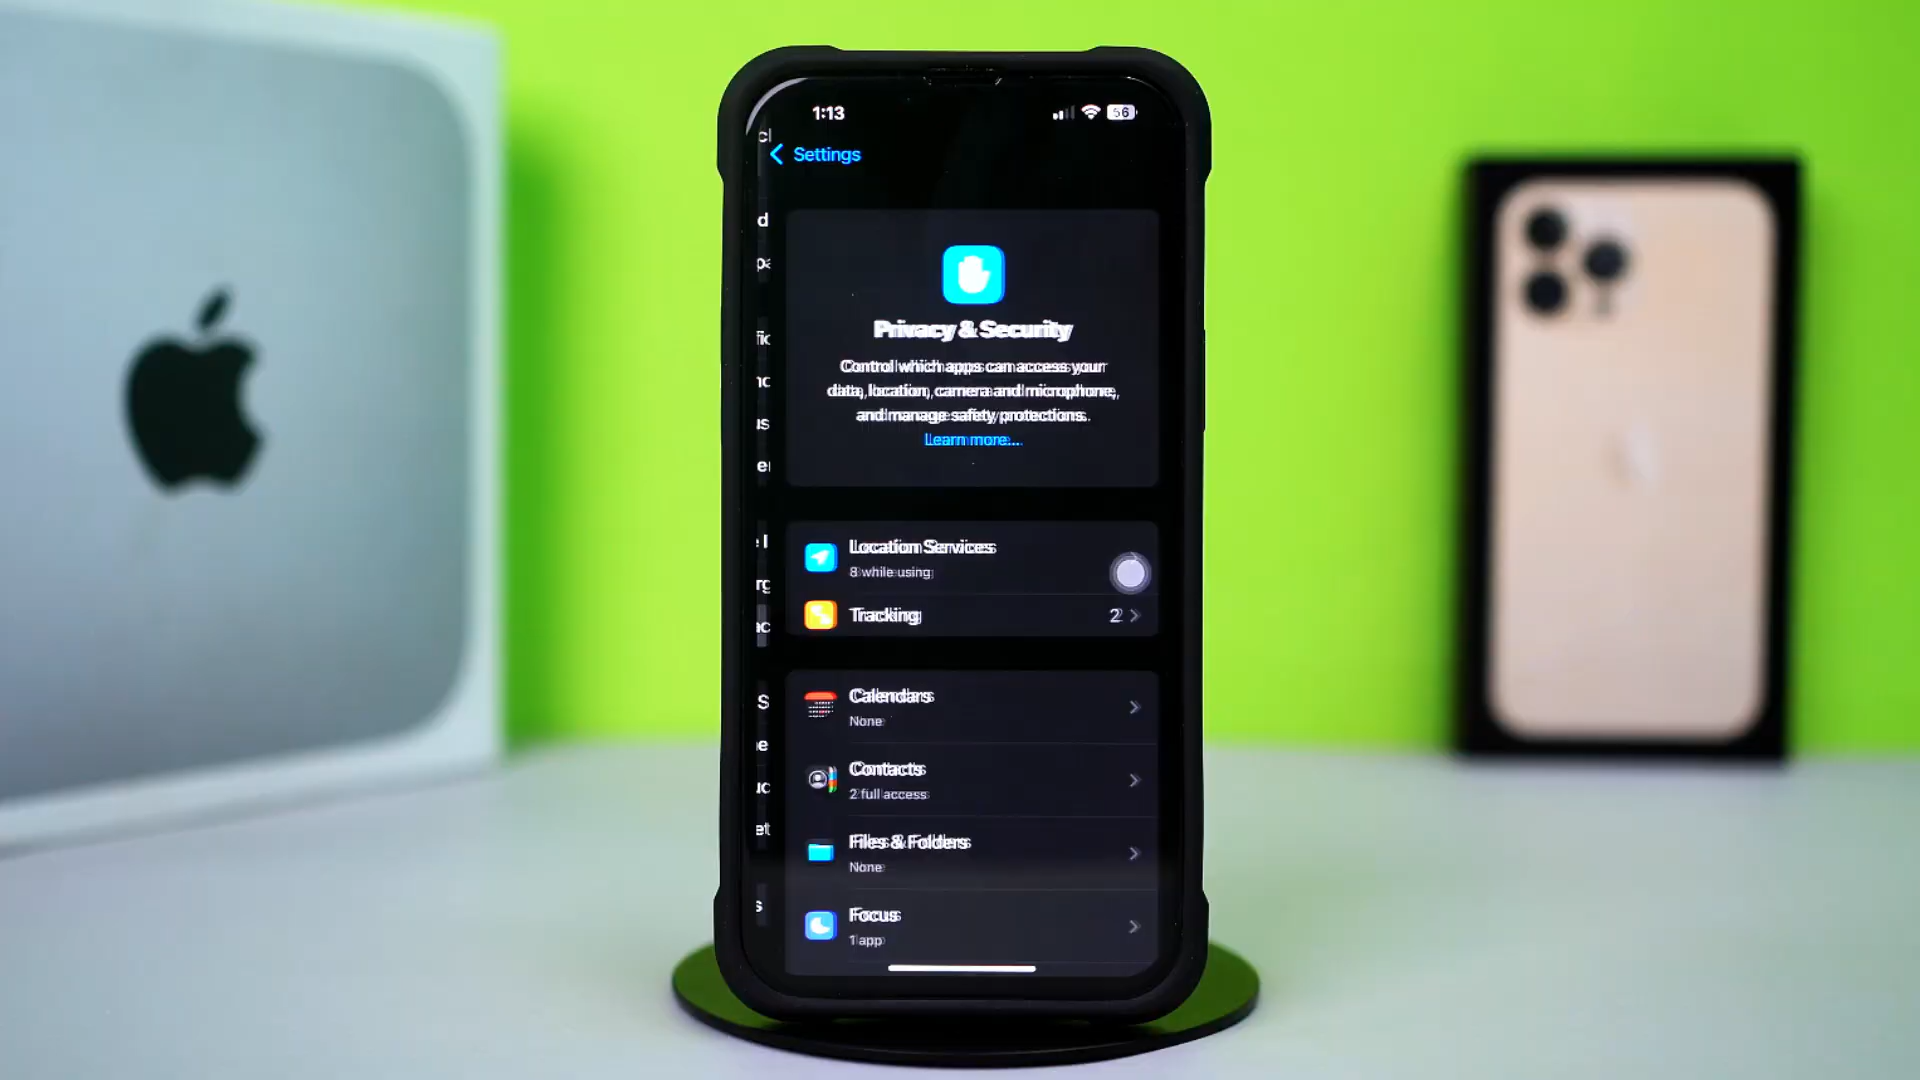 1:13
56
Settings
Privacy & Security
Control which apps can access your
data, location, camera and microphone,
and manage safety protections.
Learn more...
Location Services
8 while using
Tracking
2
Calendars
None
Contacts
2 full access
Files & Folders
None
Focus
1 app